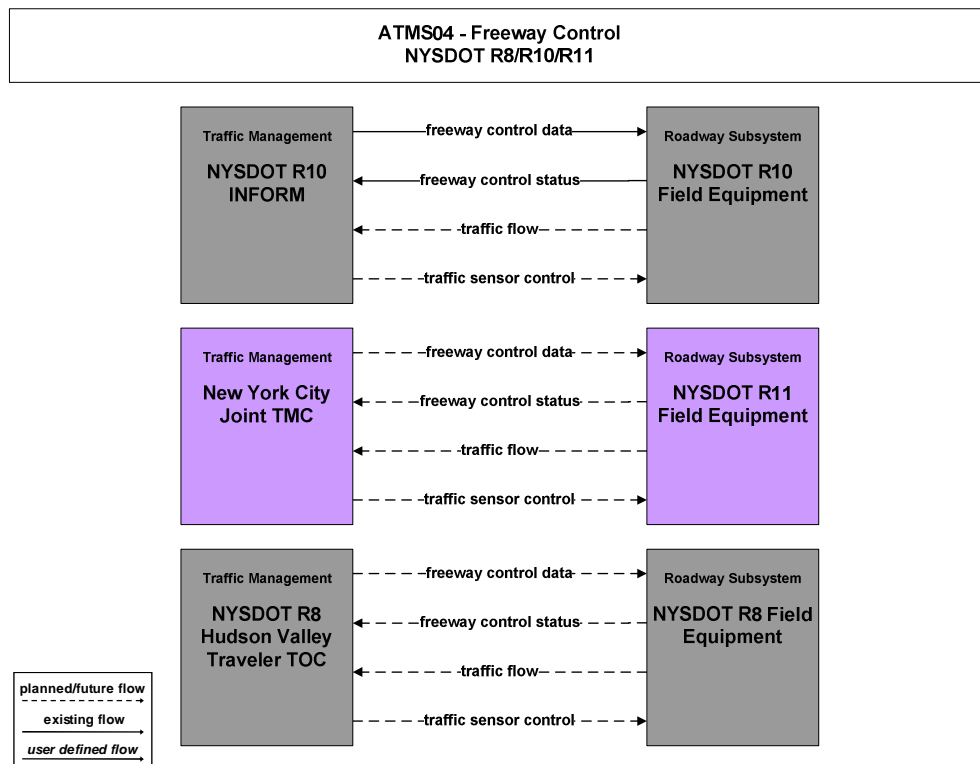 ATMS04 - Freeway Control
NYSDOT R8/R10/R11
Traffic Management
NYSDOT R10
INFORM
freeway control data
freeway control status
traffic flow
traffic sensor control
Roadway Subsystem
NYSDOT R10
Field Equipment
Traffic Management
New York City
Joint TMC
freeway control data
freeway control status
traffic flow
traffic sensor control
Roadway Subsystem
NYSDOT R11
Field Equipment
Traffic Management
NYSDOT R8
Hudson Valley
Traveler TOC
freeway control data
freeway control status
traffic flow
traffic sensor control
Roadway Subsystem
NYSDOT R8 Field
Equipment
planned/future flow
existing flow
user defined flow